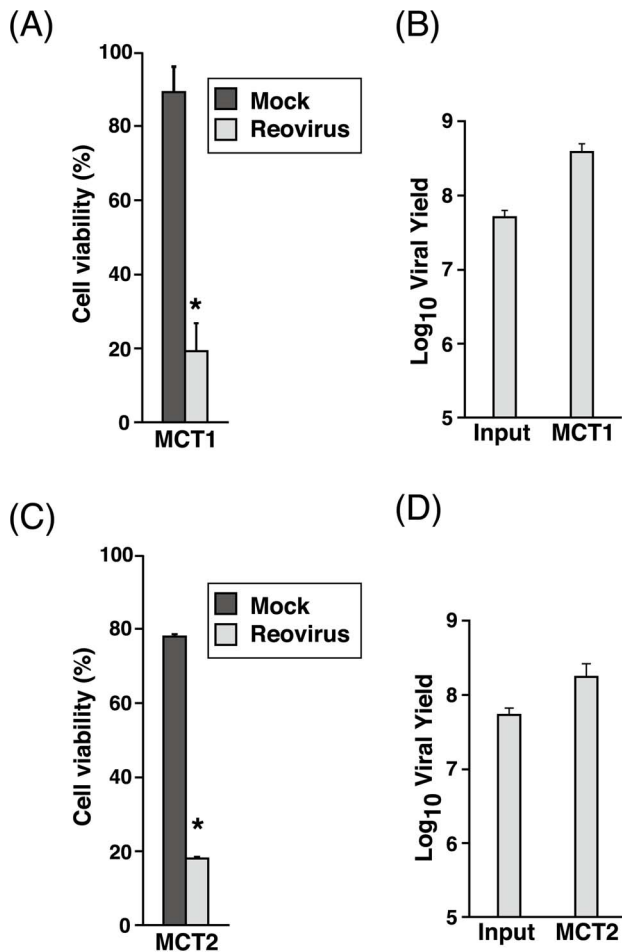 (A)
Cell viability (%)
100
80
60
40
20
0
Mock
Reovirus
*
MCT1
(B)
Log10 Viral Yield
9
8
7
6
5
Input MCT1
(C)
Cell viability (%)
100
80
60
40
20
0
Mock
Reovirus
*
MCT2
(D)
Log10 Viral Yield
9
8
7
6
5
Input MCT2